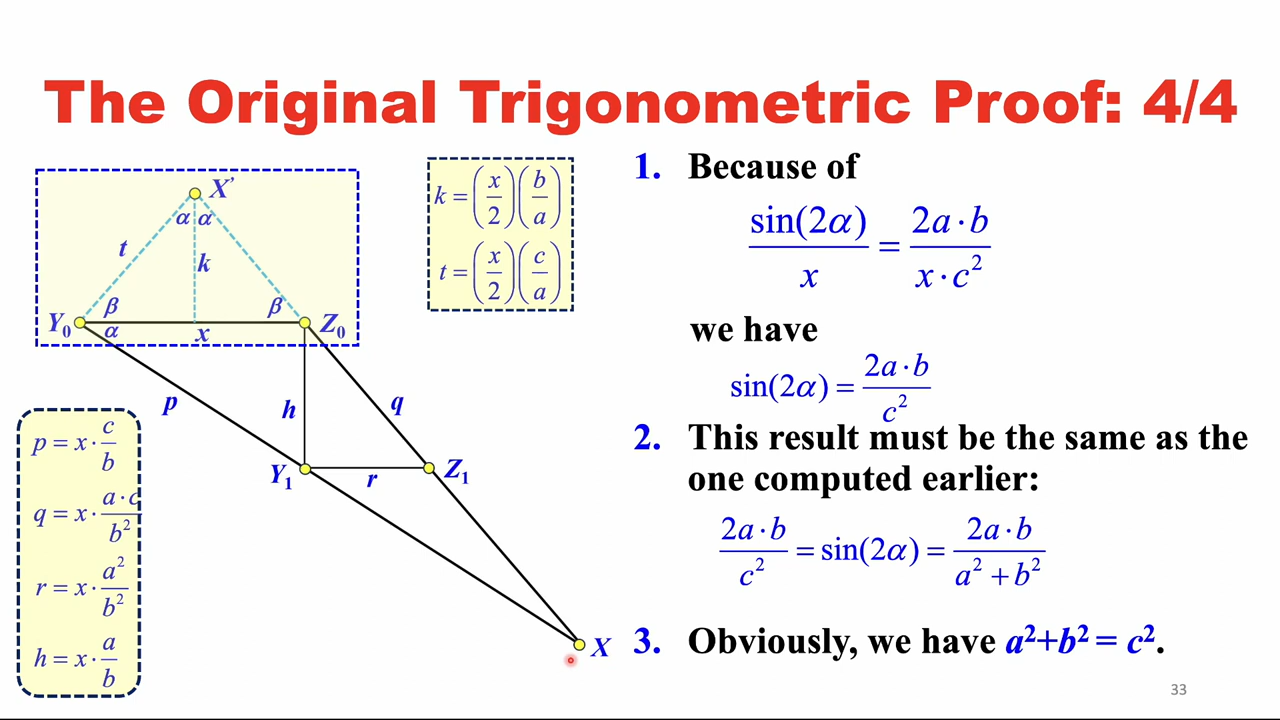 The Original Trigonometric Proof: 4/4
X’
α α
t
k
β β
Y₀ α x Z₀
p
h
q
Y₁ r Z₁
X
k = (x/2)(b/a)
t = (x/2)(c/a)
p = x · c/b
q = x · a·c/b²
r = x · a²/b²
h = x · a/b
1. Because of
sin(2α)/x = 2a·b/x·c²
we have
sin(2α) = 2a·b/c²
2. This result must be the same as the
one computed earlier:
2a·b/c² = sin(2α) = 2a·b/a²+b²
3. Obviously, we have a²+b² = c².
33